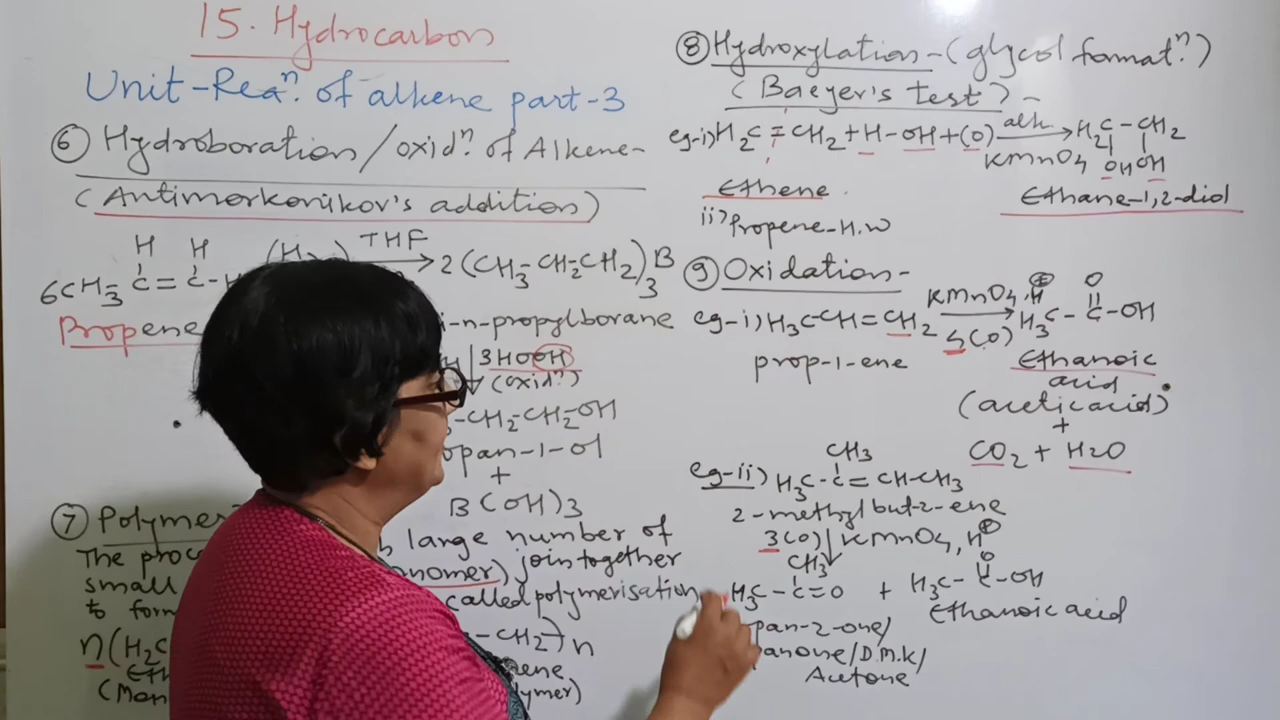 15. Hydrocarbon
Unit-Reaⁿ. of alkene part-3
⑥ Hydroboration/oxidⁿ. of Alkene-
(Antimorkonikov's addition)
H H
6CH₃-C=C-H THF → 2(CH₃-CH₂CH₂)₃B
Propene i-n-propylborane
H 3HOOH
(oxidⁿ)
-CH₂-CH₂-OH
opan-1-ol
+
B(OH)₃
⑦ Polymer
The proc large number of
small onomer) join together
to form called polymerisation
n(H₂C -CH₂)n
Eth ene
(Mon ymer)
⑧ Hydroxylation-(glycol formatⁿ.)
(Baeyer's test)-
eg-i) H₂C=CH₂+H-OH+(O) alk. KMnO₄ → H₂C-CH₂
OH OH
Ethene Ethane-1,2-diol
ii) Propene-H.W
⑨ Oxidation-
eg-i) H₃C-CH=CH₂ KMnO₄,H⊕ 5(O) → H₃C-C-OH
O
prop-1-ene Ethanoic
acid
(acetic acid)
+
CO₂ + H₂O
CH₃
eg-ii) H₃C-C=CH-CH₃
2-methylbut-2-ene
3(O) ↓ KMnO₄, H⊕
CH₃ O
H₃C-C=O + H₃C-C-OH
pan-2-one/ Ethanoic acid
anone/D.M.K/
Acetone